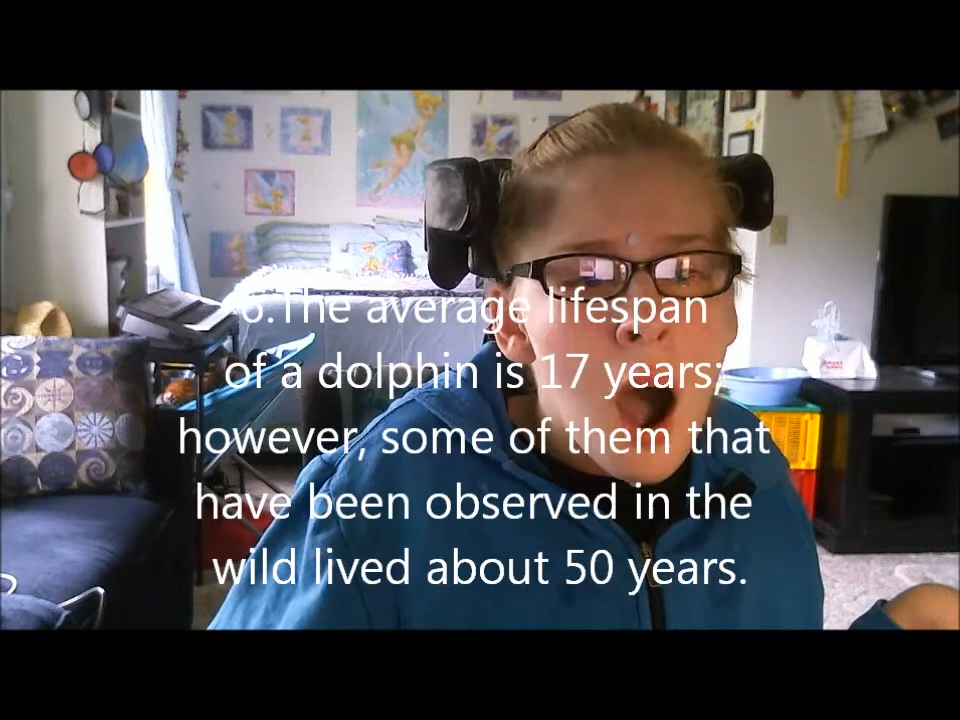 6.The average lifespan
of a dolphin is 17 years;
however, some of them that
have been observed in the
wild lived about 50 years.